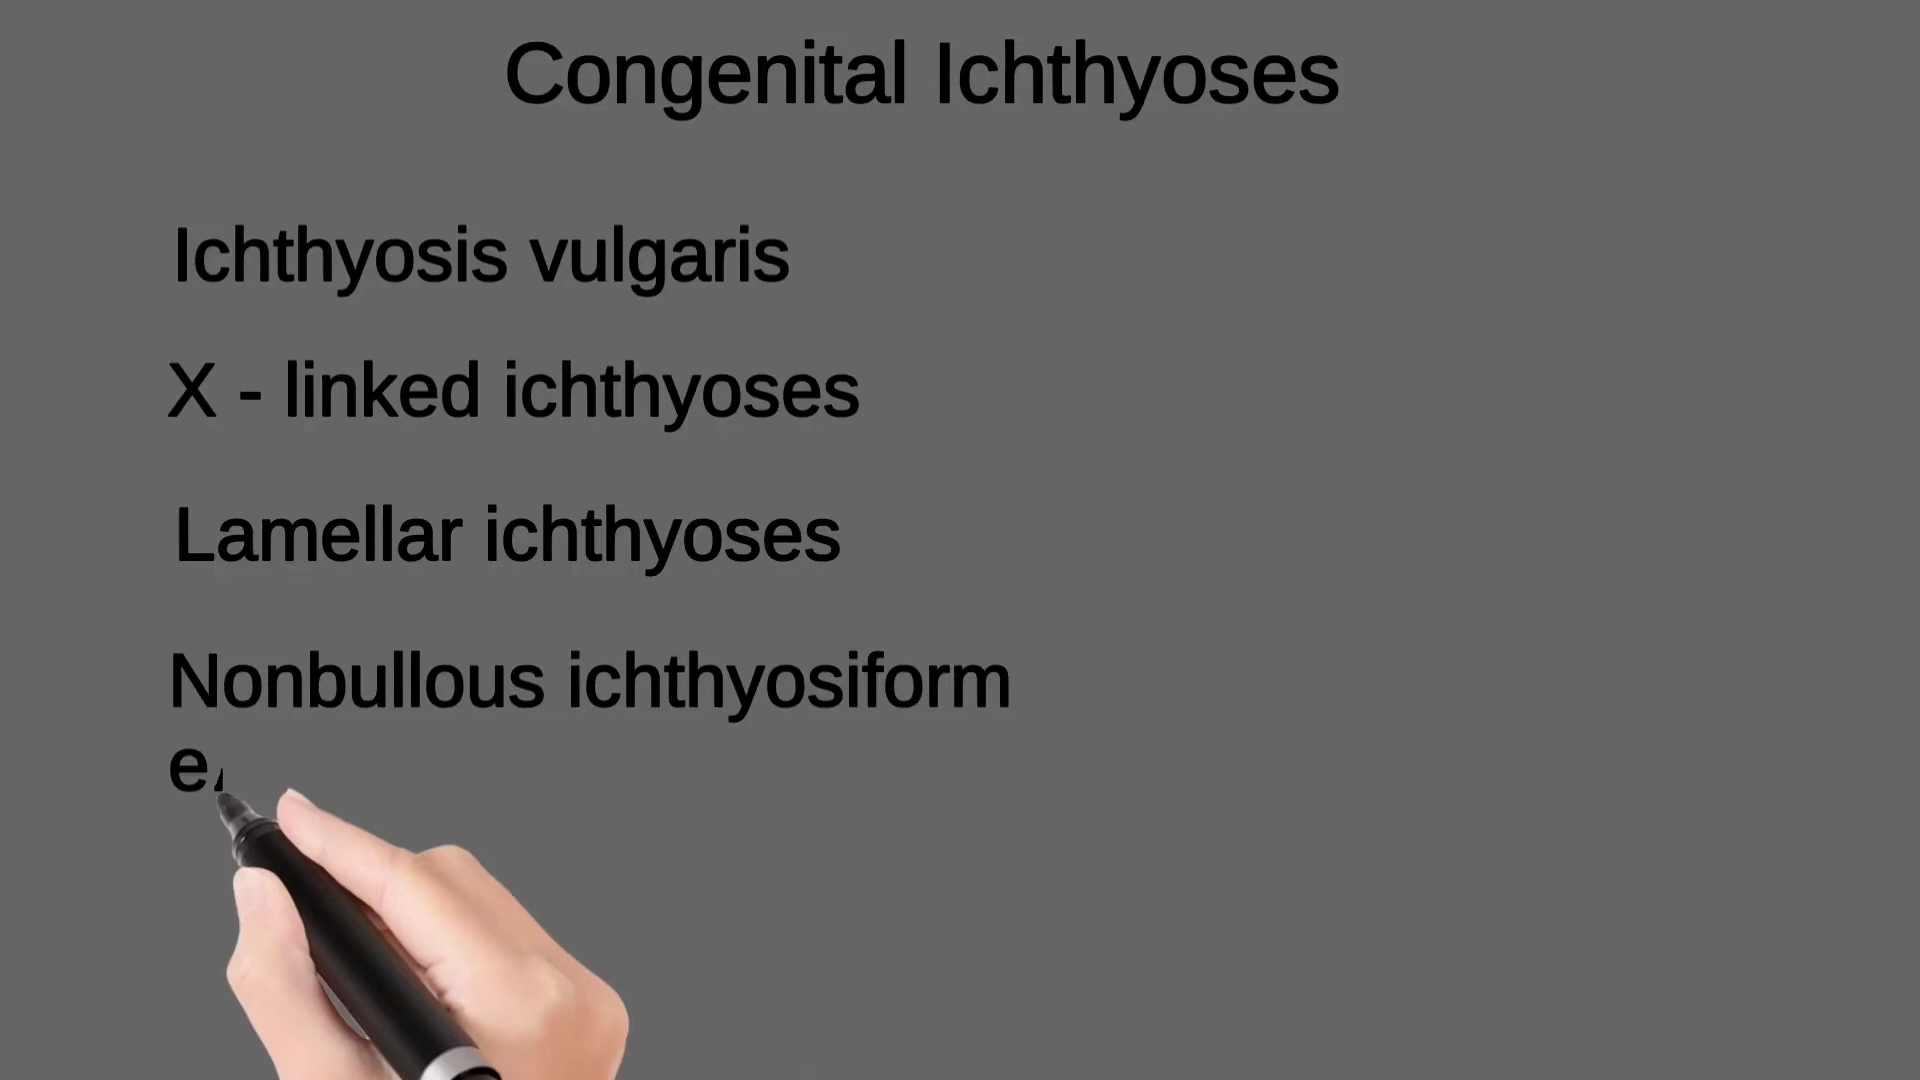 Congenital Ichthyoses
Ichthyosis vulgaris
X - linked ichthyoses
Lamellar ichthyoses
Nonbullous ichthyosiform